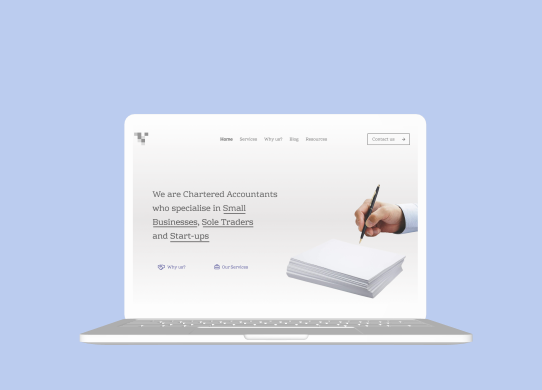 Home Services Why us? Blog Resources Contact us
We are Chartered Accountants
who specialise in Small
Businesses, Sole Traders
and Start-ups
Why us? Our Services